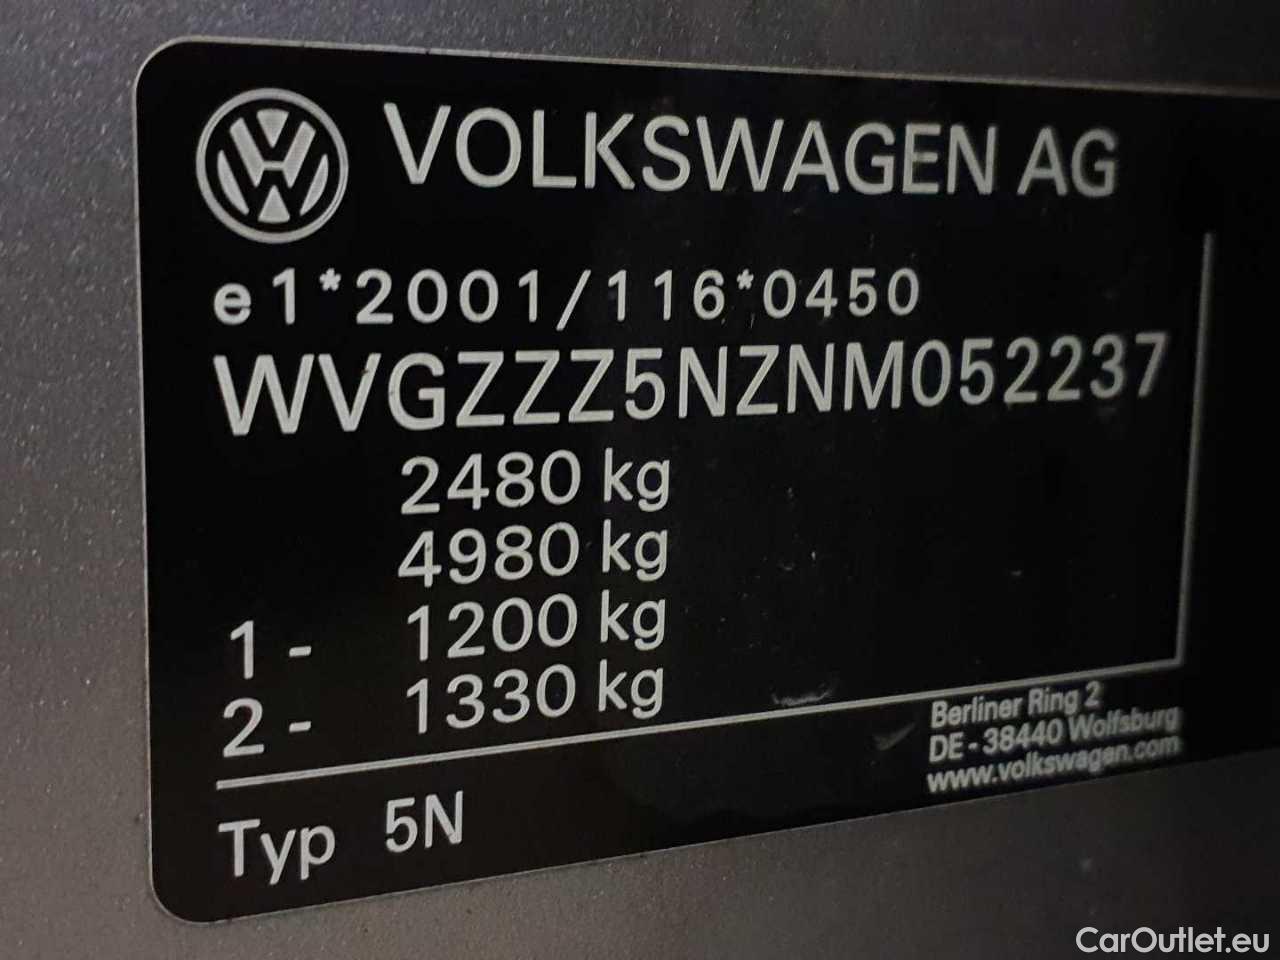 VOLKSWAGEN AG
e1*2001/116*0450
WVGZZZ5NZNM052237
2480 kg
4980 kg
1- 1200 kg
2- 1330 kg
Typ 5N
Berliner Ring 2
DE - 38440 Wolfsburg
www.volkswagen.com
CarOutlet.eu